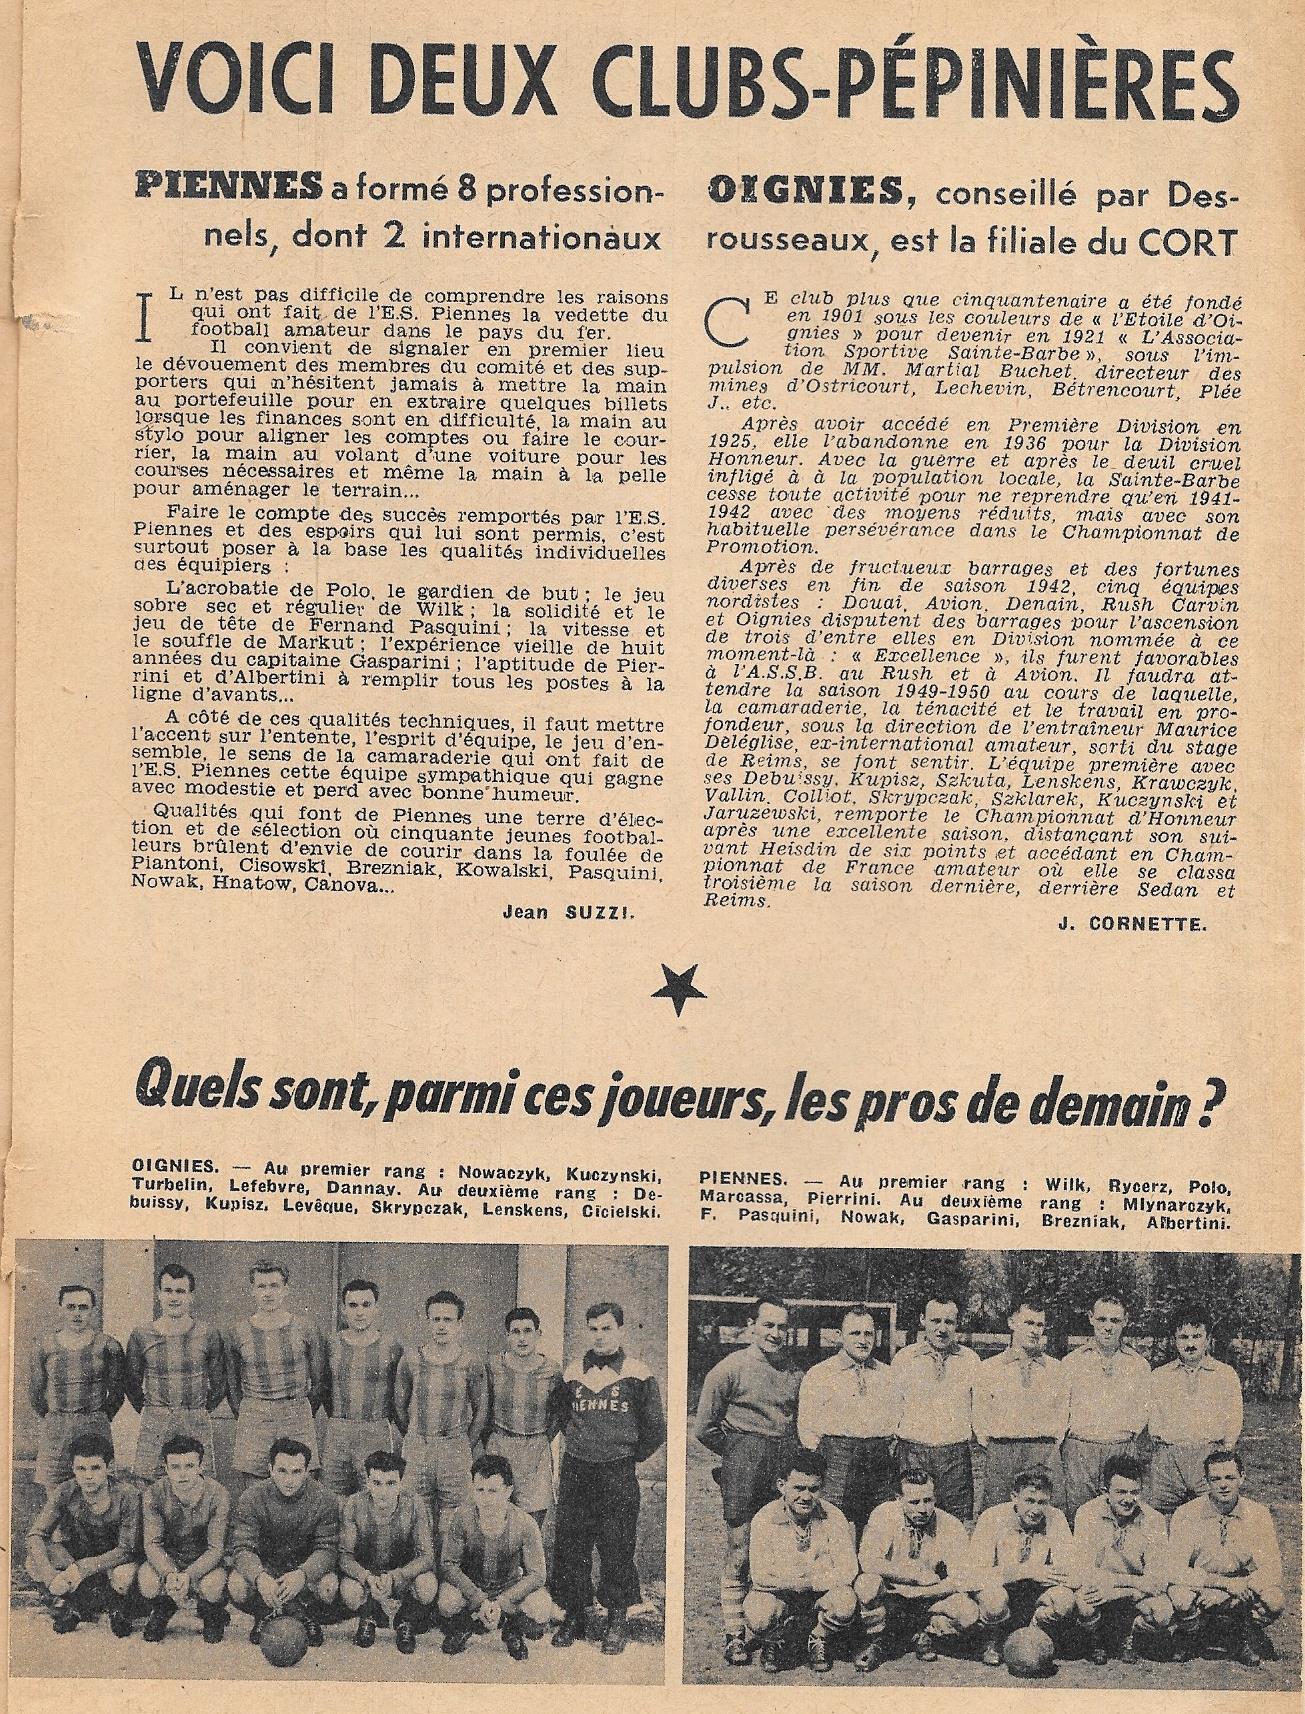 VOICI DEUX CLUBS-PÉPINIÈRES
PIENNES a formé 8 profession-
nels, dont 2 internationaux
IL n'est pas difficile de comprendre les raisons
qui ont fait de l'E.S. Piennes la vedette du
football amateur dans le pays du fer.
Il convient de signaler en premier lieu
le dévouement des membres du comité et des sup-
porters qui n'hésitent jamais à mettre la main
au portefeuille pour en extraire quelques billets
lorsque les finances sont en difficulté, la main au
stylo pour aligner les comptes ou faire le cour-
rier, la main au volant d'une voiture pour les
courses nécessaires et même la main à la pelle
pour aménager le terrain...
Faire le compte des succès remportés par l'E.S.
Piennes et des espoirs qui lui sont permis, c'est
surtout poser à la base les qualités individuelles
des équipiers :
L'acrobatie de Polo, le gardien de but ; le jeu
sobre sec et régulier de Wilk ; la solidité et le
jeu de tête de Fernand Pasquini ; la vitesse et
le souffle de Markut ; l'expérience vieille de huit
années du capitaine Gasparini ; l'aptitude de Pier-
rini et d'Albertini à remplir tous les postes à la
ligne d'avants...
A côté de ces qualités techniques, il faut mettre
l'accent sur l'entente, l'esprit d'équipe, le jeu d'en-
semble, le sens de la camaraderie qui ont fait de
l'E.S. Piennes cette équipe sympathique qui gagne
avec modestie et perd avec bonne humeur.
Qualités qui font de Piennes une terre d'élec-
tion et de sélection où cinquante jeunes footbal-
leurs brûlent d'envie de courir dans la foulée de
Piantoni, Cisowski, Brezniak, Kowalski, Pasquini,
Nowak, Hnatow, Canova...
Jean SUZZI.
OIGNIES, conseillé par Des-
rousseaux, est la filiale du CORT
CE club plus que cinquantenaire a été fondé
en 1901 sous les couleurs de « l'Etoile d'Oi-
gnies » pour devenir en 1921 « L'Associa-
tion Sportive Sainte-Barbe », sous l'im-
pulsion de MM. Martial Buchet, directeur des
mines d'Ostricourt, Lechevin, Bétrencourt, Plée
J.. etc.
Après avoir accédé en Première Division en
1925, elle l'abandonne en 1936 pour la Division
Honneur. Avec la guerre et après le deuil cruel
infligé à à la population locale, la Sainte-Barbe
cesse toute activité pour ne reprendre qu'en 1941-
1942 avec des moyens réduits, mais avec son
habituelle persévérance dans le Championnat de
Promotion.
Après de fructueux barrages et des fortunes
diverses en fin de saison 1942, cinq équipes
nordistes : Douai, Avion, Denain, Rush Carvin
et Oignies disputent des barrages pour l'ascension
de trois d'entre elles en Division nommée à ce
moment-là : « Excellence », ils furent favorables
à l'A.S.S.B. au Rush et à Avion. Il faudra at-
tendre la saison 1949-1950 au cours de laquelle,
la camaraderie, la ténacité et le travail en pro-
fondeur, sous la direction de l'entraîneur Maurice
Déléglise, ex-international amateur, sorti du stage
de Reims, se font sentir. L'équipe première avec
ses Debuissy, Kupisz, Szkuta, Lenskens, Krawczyk,
Vallin, Colliot, Skrypczak, Szklarek, Kuczynski et
Jaruzewski, remporte le Championnat d'Honneur
après une excellente saison, distançant son sui-
vant Heisdin de six points et accédant en Cham-
pionnat de France amateur où elle se classa
troisième la saison dernière, derrière Sedan et
Reims.
J. CORNETTE.
Quels sont, parmi ces joueurs, les pros de demain ?
OIGNIES. — Au premier rang : Nowaczyk, Kuczynski,
Turbelin, Lefebvre, Dannay. Au deuxième rang : De-
buissy, Kupisz, Levêque, Skrypczak, Lenskens, Cicielski.
PIENNES. — Au premier rang : Wilk, Rycerz, Polo,
Marcassa, Pierrini. Au deuxième rang : Mlynarczyk,
F. Pasquini, Nowak, Gasparini, Brezniak, Albertini.
E S
PIENNES